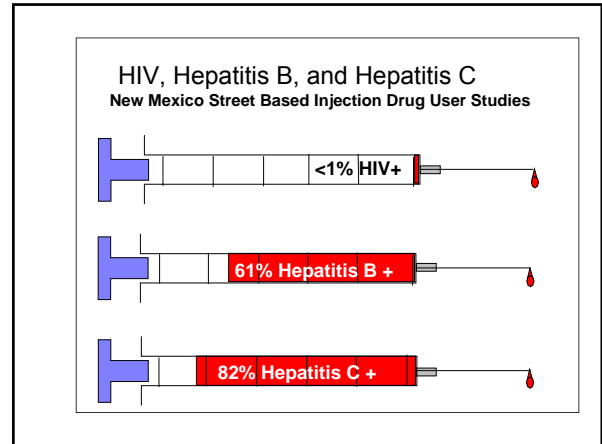 HIV, Hepatitis B, and Hepatitis C
New Mexico Street Based Injection Drug User Studies
<1% HIV+
61% Hepatitis B +
82% Hepatitis C +